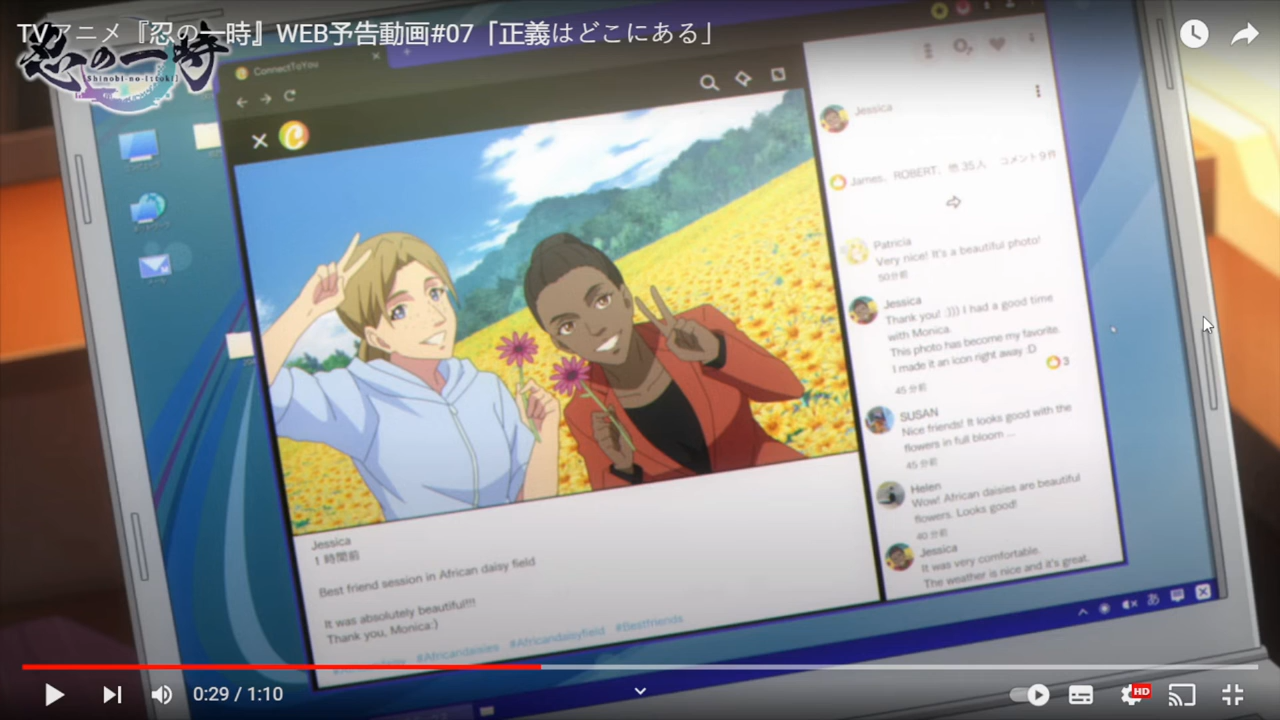 TVアニメ『忍の一時』WEB予告動画#07「正義はどこにある」
忍の一時
Shinobi-no-Ittoki
ConnectToYou
Jessica
James、ROBERT、他 35人 コメント9件
Patricia
Very nice! It's a beautiful photo!
50分前
Jessica
Thank you! :))) I had a good time
with Monica.
This photo has become my favorite.
I made it an icon right away :D
3
45 分前
SUSAN
Nice friends! It looks good with the
flowers in full bloom ...
45 分前
Helen
Wow! African daisies are beautiful
flowers. Looks good!
40 分前
Jessica
It was very comfortable.
The weather is nice and it's great.
Jessica
1 時間前
Best friend session in African daisy field
It was absolutely beautiful!!!
Thank you, Monica:)
#Africandaisies #Africandaisyfield #Bestfriends
あ
0:29 / 1:10
HD